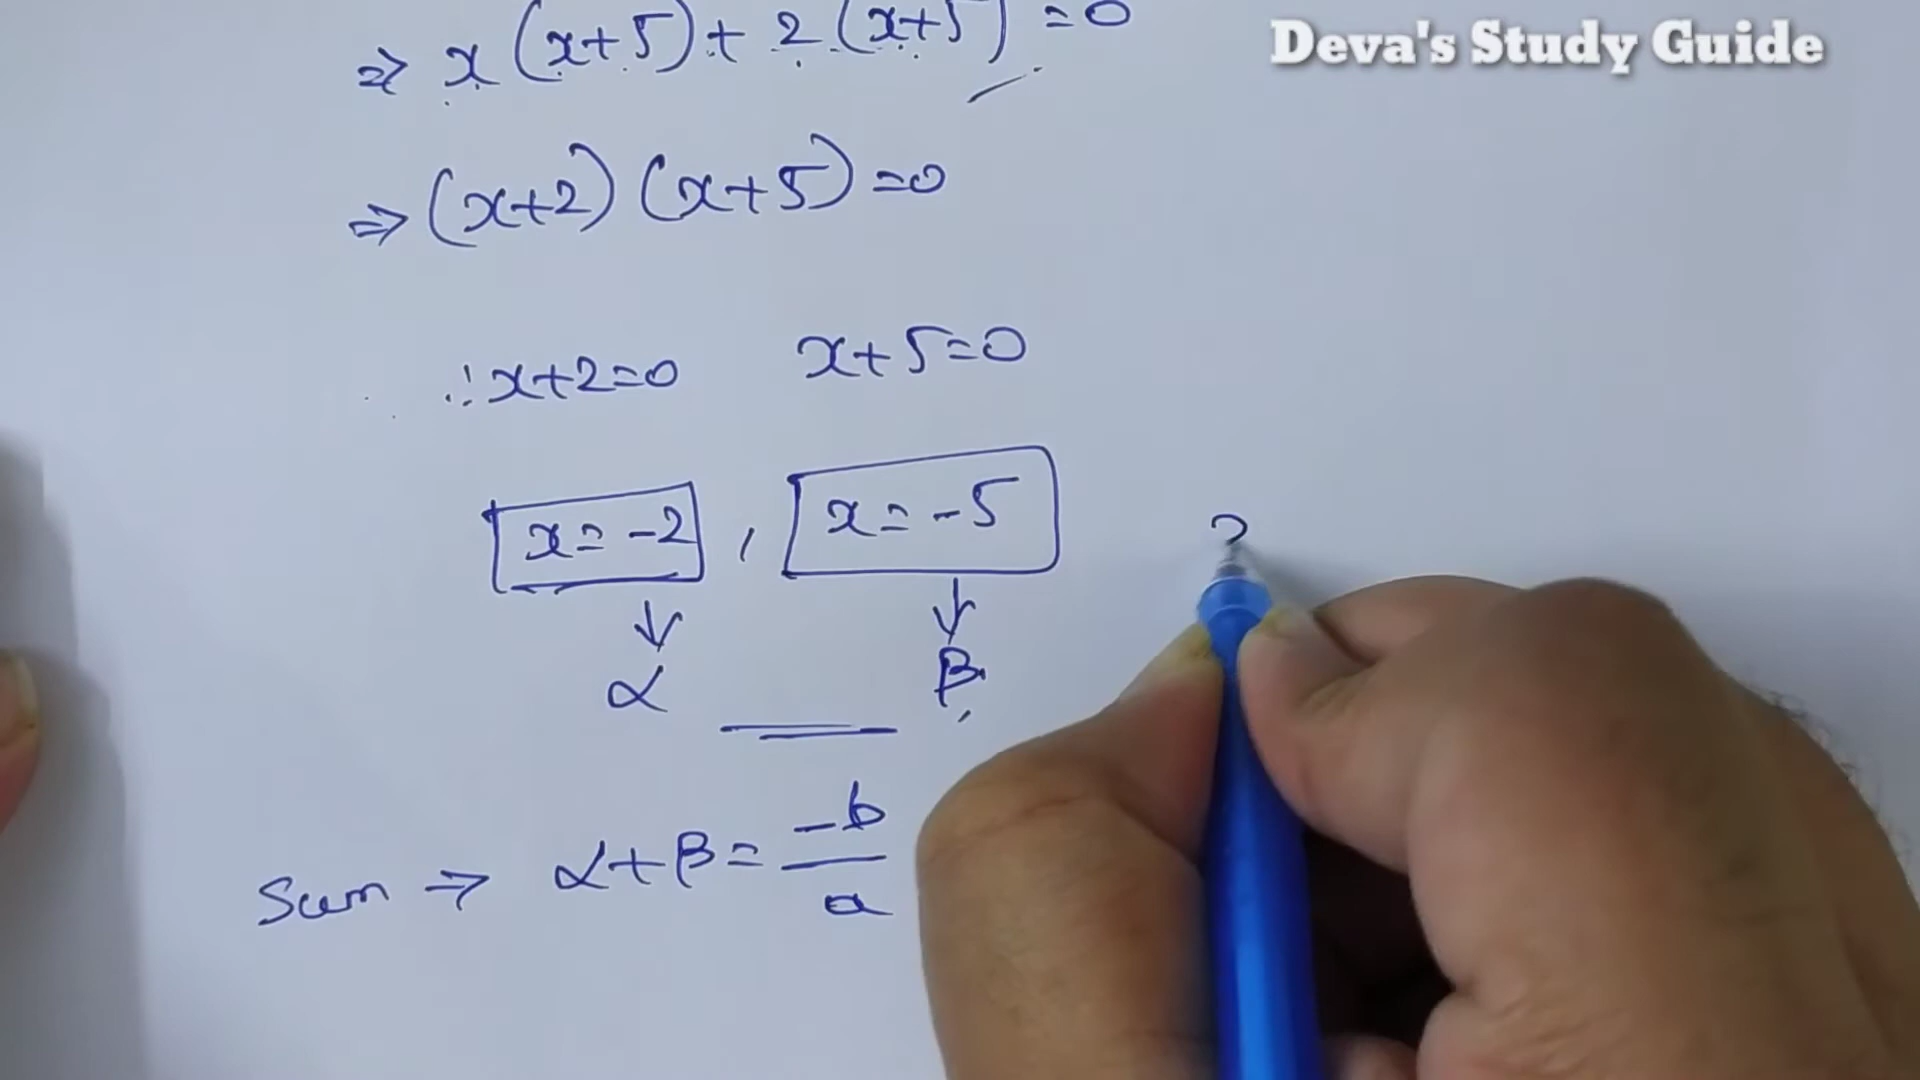 Deva's Study Guide
⇒ x(x+5)+2(x+5)=0
⇒ (x+2)(x+5)=0
∴ x+2=0 x+5=0
x=-2 , x=-5
↓ ↓
α β
Sum ⇒ α+β= -b/a